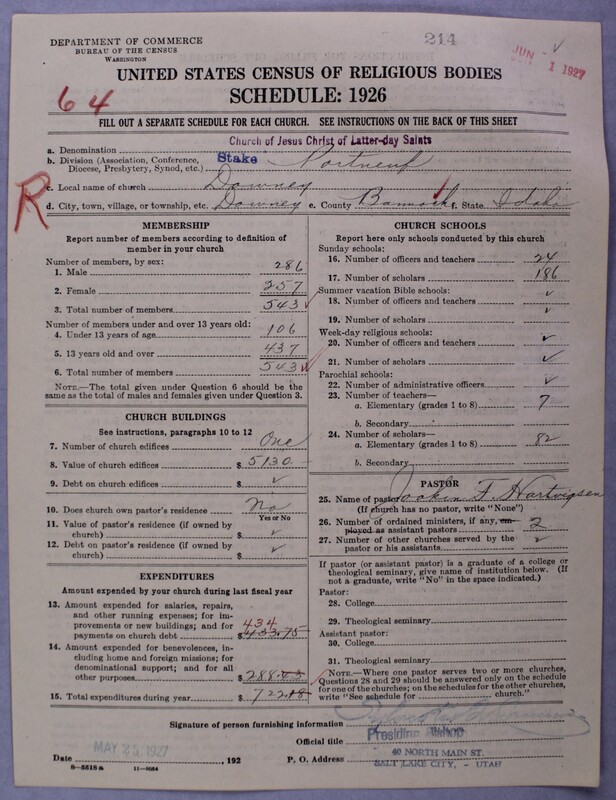 DEPARTMENT OF COMMERCE
BUREAU OF THE CENSUS
WASHINGTON
214
JUN 1 1927
UNITED STATES CENSUS OF RELIGIOUS BODIES
SCHEDULE: 1926
64
FILL OUT A SEPARATE SCHEDULE FOR EACH CHURCH. SEE INSTRUCTIONS ON THE BACK OF THIS SHEET
a. Denomination Church of Jesus Christ of Latter-day Saints
b. Division (Association, Conference, Diocese, Presbytery, Synod, etc.) Stake Portneuf
R
c. Local name of church Downey
d. City, town, village, or township, etc. Downey e. County Bannock f. State Idaho
MEMBERSHIP
Report number of members according to definition of
member in your church
Number of members, by sex:
1. Male 286
2. Female 257
3. Total number of members 543 ✓
Number of members under and over 13 years old:
4. Under 13 years of age 106
5. 13 years old and over 437
6. Total number of members 543 ✓
NOTE.—The total given under Question 6 should be the
same as the total of males and females given under Question 3.
CHURCH BUILDINGS
See instructions, paragraphs 10 to 12
7. Number of church edifices One
8. Value of church edifices $ 5130
9. Debt on church edifices $ ✓
10. Does church own pastor's residence? No
Yes or No
11. Value of pastor's residence (if owned by
church) $ ✓
12. Debt on pastor's residence (if owned by
church) $ ✓
EXPENDITURES
Amount expended by your church during last fiscal year
13. Amount expended for salaries, repairs,
and other running expenses; for im-
provements or new buildings; and for 434
payments on church debt $ 433.75
14. Amount expended for benevolences, in-
cluding home and foreign missions; for
denominational support; and for all
other purposes $ 288.43
15. Total expenditures during year $ 722.18
CHURCH SCHOOLS
Report here only schools conducted by this church
Sunday schools:
16. Number of officers and teachers 24
17. Number of scholars 186
Summer vacation Bible schools:
18. Number of officers and teachers ✓
19. Number of scholars ✓
Week-day religious schools:
20. Number of officers and teachers ✓
21. Number of scholars ✓
Parochial schools:
22. Number of administrative officers ✓
23. Number of teachers—
a. Elementary (grades 1 to 8) 7
b. Secondary
24. Number of scholars—
a. Elementary (grades 1 to 8) 82
b. Secondary
PASTOR
25. Name of pastor F. Hartvigsen
(If church has no pastor, write "None")
26. Number of ordained ministers, if any, em-
ployed as assistant pastors 2
27. Number of other churches served by the
pastor or his assistants
If pastor (or assistant pastor) is a graduate of a college or
theological seminary, give name of institution below. (If
not a graduate, write "No" in the space indicated.)
Pastor:
28. College
29. Theological seminary
Assistant pastor:
30. College
31. Theological seminary
NOTE.—Where one pastor serves two or more churches,
Questions 28 and 29 should be answered only on the schedule
for one of the churches; on the schedules for the other churches,
write "See schedule for church."
Signature of person furnishing information
Official title Presiding Bishop
MAY 25 1927
Date , 192 P. O. Address 40 NORTH MAIN ST.
SALT LAKE CITY, - UTAH
8-5518 a 11-9664